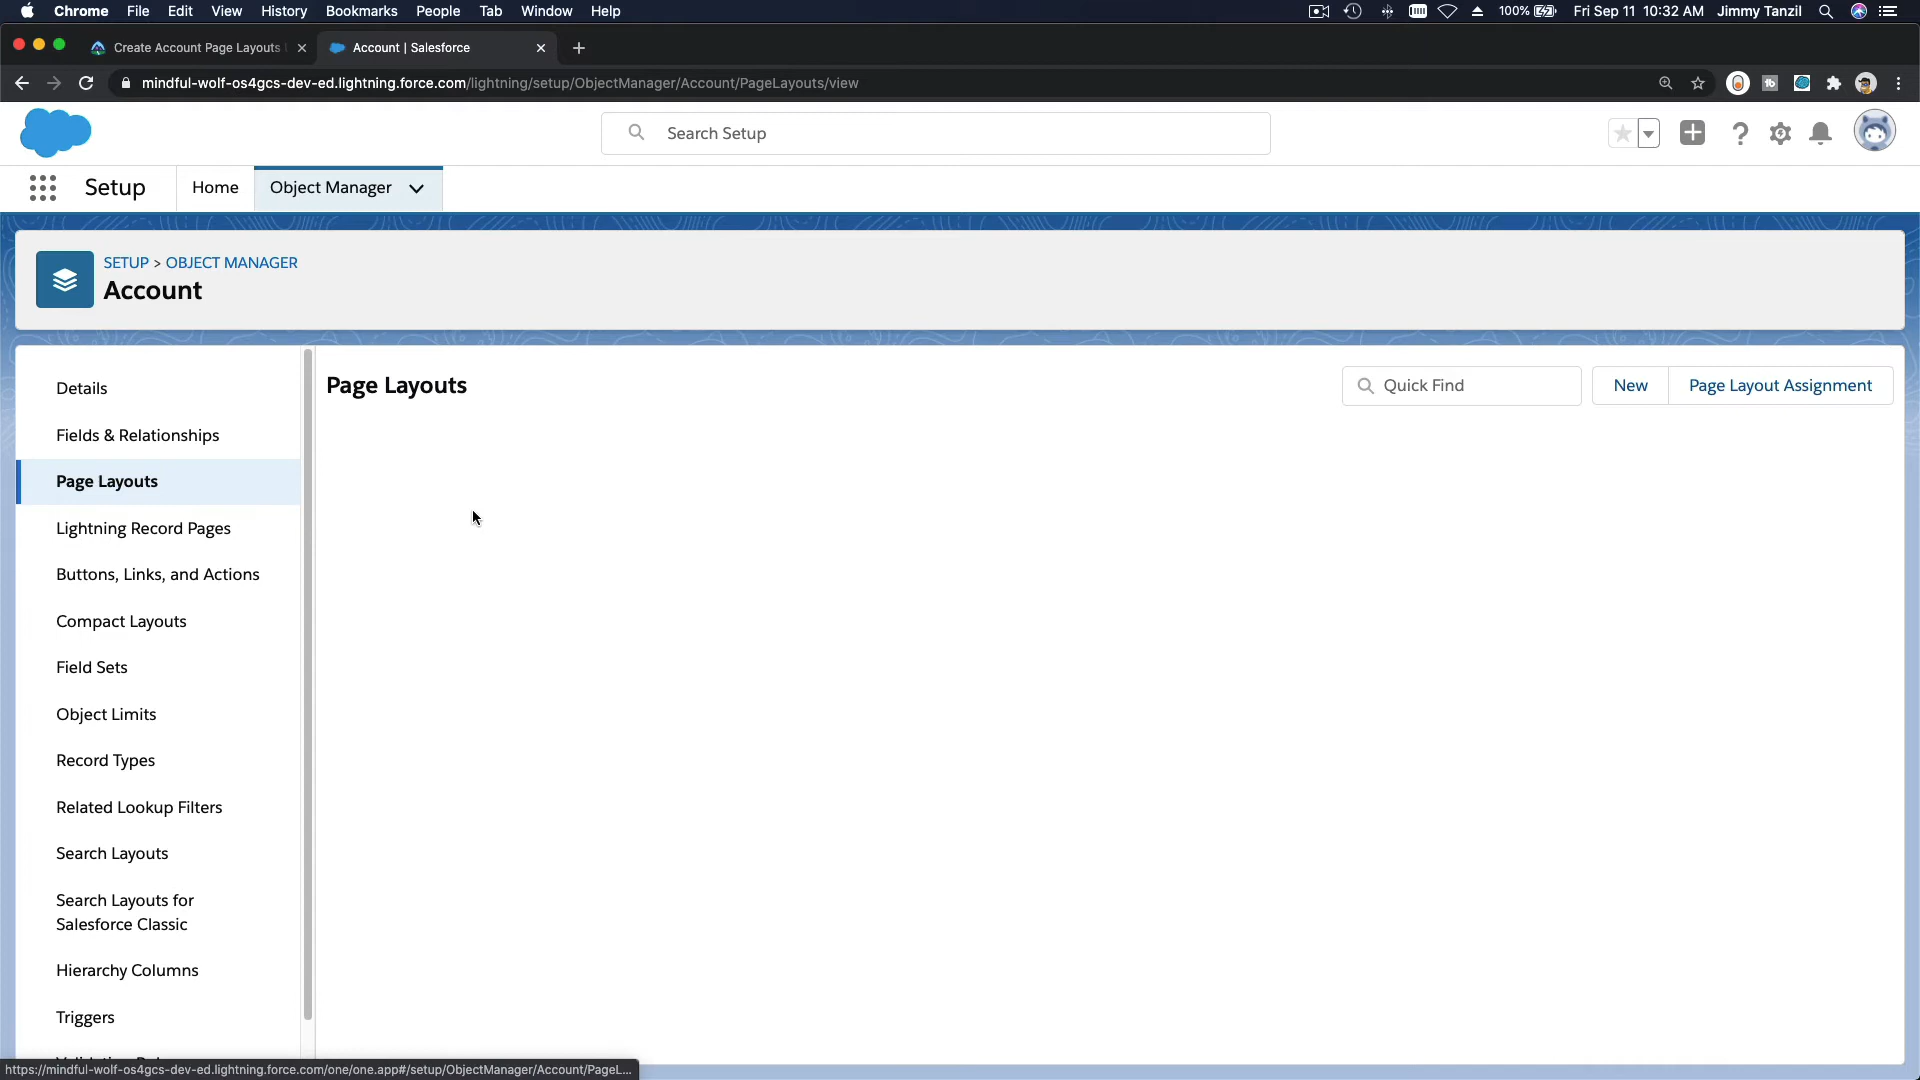 Chrome File Edit View History Bookmarks People Tab Window Help 100% Fri Sep 11 10:32 AM Jimmy Tanzil
Create Account Page Layouts
Account | Salesforce
mindful-wolf-os4gcs-dev-ed.lightning.force.com/lightning/setup/ObjectManager/Account/PageLayouts/view
Search Setup
Setup Home Object Manager
SETUP > OBJECT MANAGER
Account
Details
Fields & Relationships
Page Layouts
Lightning Record Pages
Buttons, Links, and Actions
Compact Layouts
Field Sets
Object Limits
Record Types
Related Lookup Filters
Search Layouts
Search Layouts for
Salesforce Classic
Hierarchy Columns
Triggers
Page Layouts
Quick Find
New
Page Layout Assignment
https://mindful-wolf-os4gcs-dev-ed.lightning.force.com/one/one.app#/setup/ObjectManager/Account/PageL...